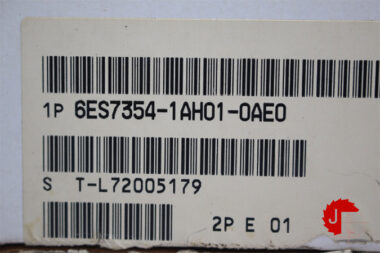 1P 6ES7354-1AH01-0AE0
S T-L72005179
2P E 01
J